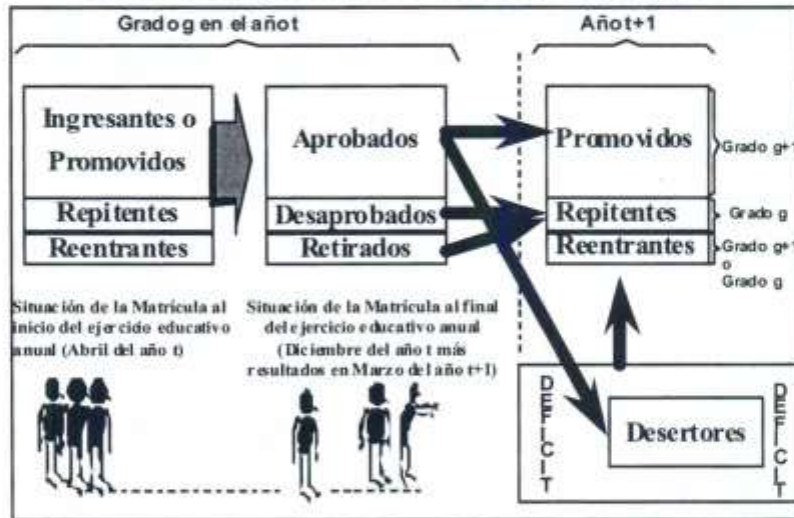 Grado g en el año t
Año t+1
Ingresantes o
Promovidos
Repitentes
Reentrantes
Aprobados
Desaprobados
Retirados
Promovidos
Repitentes
Reentrantes
Grado g+1
Grado g
Grado g+1
o
Grado g
Situación de la Matrícula al
inicio del ejercicio educativo
anual (Abril del año t)
Situación de la Matrícula al final
del ejercicio educativo anual
(Diciembre del año t más
resultados en Marzo del año t+1)
DEFICIT
Desertores
DEFICIT